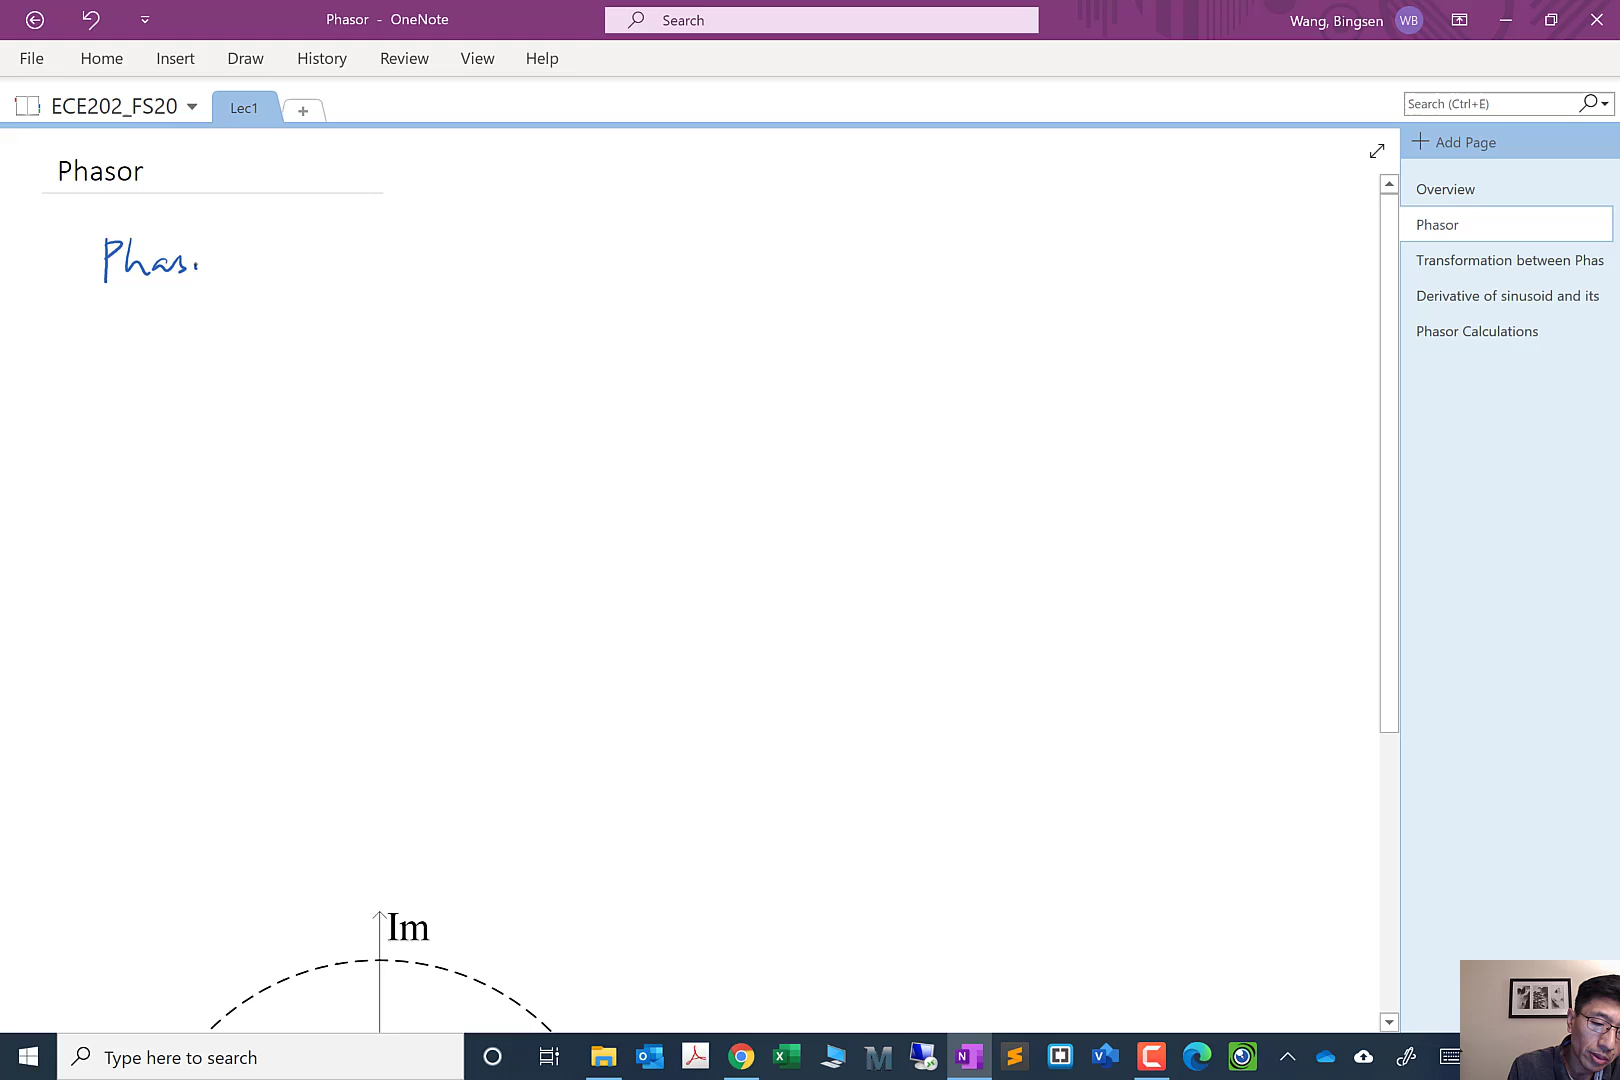 Phasor - OneNote
Search
Wang, Bingsen
WB
File Home Insert Draw History Review View Help
ECE202_FS20
Lec1
Search (Ctrl+E)
Add Page
Phasor
Overview
Phasor
Transformation between Phas
Derivative of sinusoid and its
Phasor Calculations
Phas
Im
Type here to search